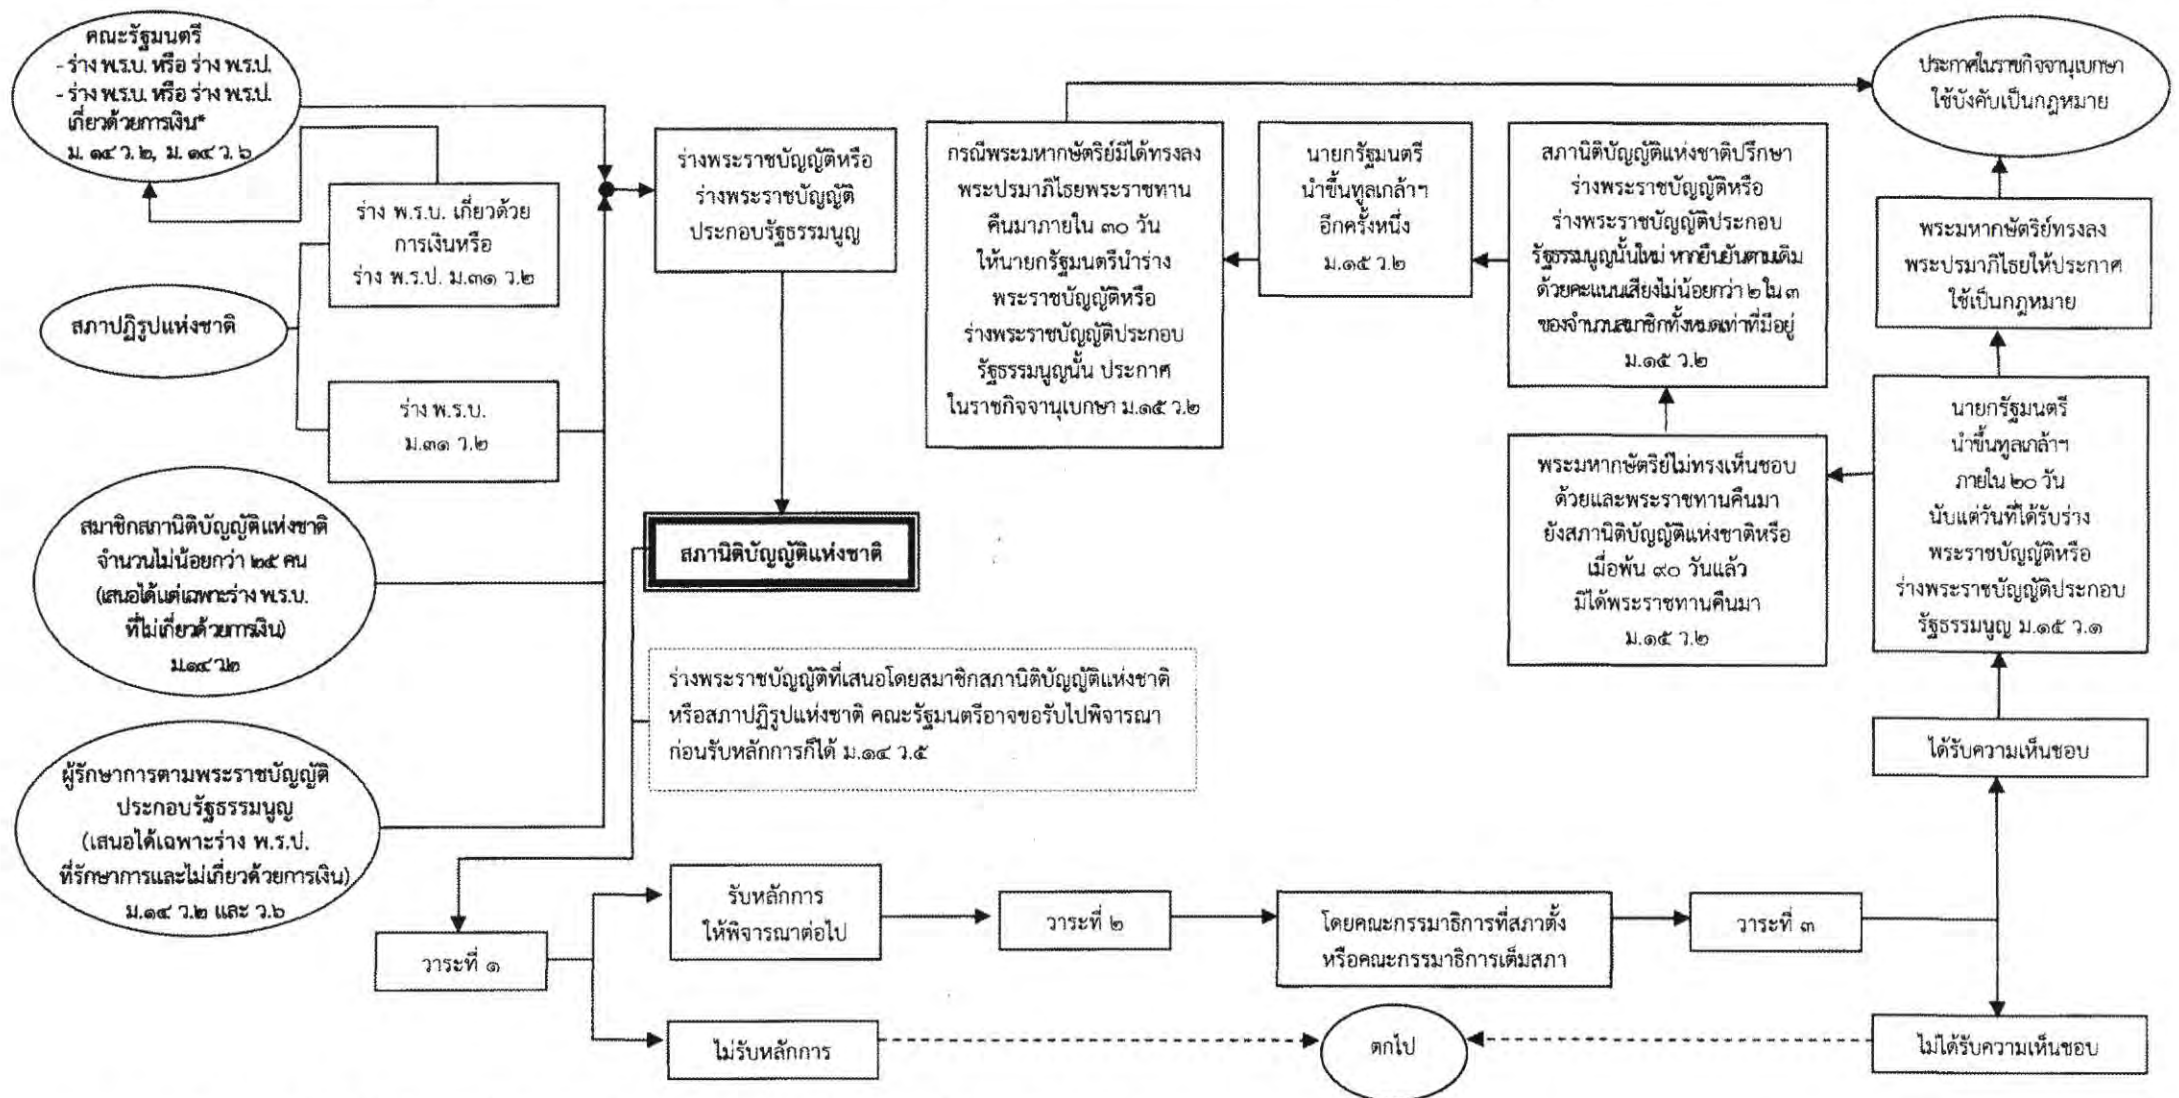 คณะรัฐมนตรี
- ร่าง พ.ร.บ. หรือ ร่าง พ.ร.ป.
- ร่าง พ.ร.บ. หรือ ร่าง พ.ร.ป.
เกี่ยวด้วยการเงิน*
ม. ๑๔ ว. ๒, ม. ๑๔ ว. ๖
ร่าง พ.ร.บ. เกี่ยวด้วย
การเงินหรือ
ร่าง พ.ร.ป. ม.๓๑ ว.๒
สภาปฏิรูปแห่งชาติ
ร่าง พ.ร.บ.
ม.๓๑ ว.๒
สมาชิกสภานิติบัญญัติแห่งชาติ
จำนวนไม่น้อยกว่า ๒๕ คน
(เสนอได้แต่เฉพาะร่าง พ.ร.บ.
ที่ไม่เกี่ยวด้วยการเงิน)
ม.๑๔ ว๒
ผู้รักษาการตามพระราชบัญญัติ
ประกอบรัฐธรรมนูญ
(เสนอได้เฉพาะร่าง พ.ร.ป.
ที่รักษาการและไม่เกี่ยวด้วยการเงิน)
ม.๑๔ ว.๒ และ ว.๖
ร่างพระราชบัญญัติหรือ
ร่างพระราชบัญญัติ
ประกอบรัฐธรรมนูญ
สภานิติบัญญัติแห่งชาติ
ร่างพระราชบัญญัติที่เสนอโดยสมาชิกสภานิติบัญญัติแห่งชาติ
หรือสภาปฏิรูปแห่งชาติ คณะรัฐมนตรีอาจขอรับไปพิจารณา
ก่อนรับหลักการก็ได้ ม.๑๔ ว.๕
วาระที่ ๑
รับหลักการ
ให้พิจารณาต่อไป
ไม่รับหลักการ
วาระที่ ๒
โดยคณะกรรมาธิการที่สภาตั้ง
หรือคณะกรรมาธิการเต็มสภา
ตกไป
วาระที่ ๓
ได้รับความเห็นชอบ
ไม่ได้รับความเห็นชอบ
นายกรัฐมนตรี
นำขึ้นทูลเกล้าฯ
ภายใน ๒๐ วัน
นับแต่วันที่ได้รับร่าง
พระราชบัญญัติหรือ
ร่างพระราชบัญญัติประกอบ
รัฐธรรมนูญ ม.๑๕ ว.๑
พระมหากษัตริย์ทรงลง
พระปรมาภิไธยให้ประกาศ
ใช้เป็นกฎหมาย
ประกาศในราชกิจจานุเบกษา
ใช้บังคับเป็นกฎหมาย
พระมหากษัตริย์ไม่ทรงเห็นชอบ
ด้วยและพระราชทานคืนมา
ยังสภานิติบัญญัติแห่งชาติหรือ
เมื่อพ้น ๙๐ วันแล้ว
มิได้พระราชทานคืนมา
ม.๑๕ ว.๒
สภานิติบัญญัติแห่งชาติปรึกษา
ร่างพระราชบัญญัติหรือ
ร่างพระราชบัญญัติประกอบ
รัฐธรรมนูญนั้นใหม่ หากยืนยันตามเดิม
ด้วยคะแนนเสียงไม่น้อยกว่า ๒ ใน ๓
ของจำนวนสมาชิกทั้งหมดเท่าที่มีอยู่
ม.๑๕ ว.๒
นายกรัฐมนตรี
นำขึ้นทูลเกล้าฯ
อีกครั้งหนึ่ง
ม.๑๕ ว.๒
กรณีพระมหากษัตริย์มิได้ทรงลง
พระปรมาภิไธยพระราชทาน
คืนมาภายใน ๓๐ วัน
ให้นายกรัฐมนตรีนำร่าง
พระราชบัญญัติหรือ
ร่างพระราชบัญญัติประกอบ
รัฐธรรมนูญนั้น ประกาศ
ในราชกิจจานุเบกษา ม.๑๕ ว.๒